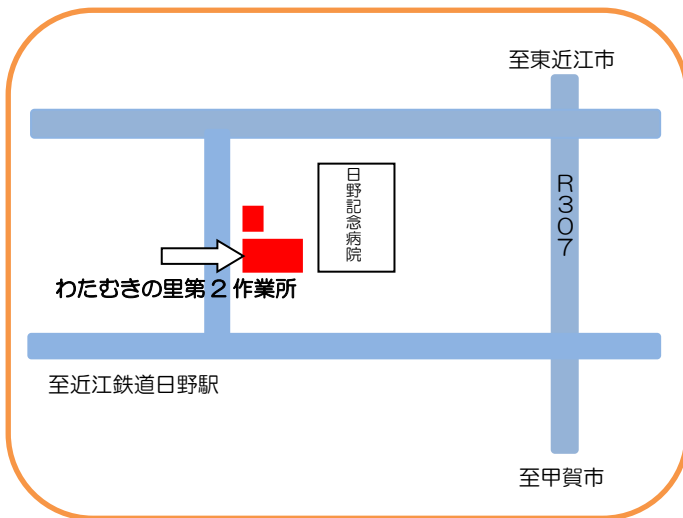 至東近江市
日野記念病院
R307
わたむきの里第2作業所
至近江鉄道日野駅
至甲賀市